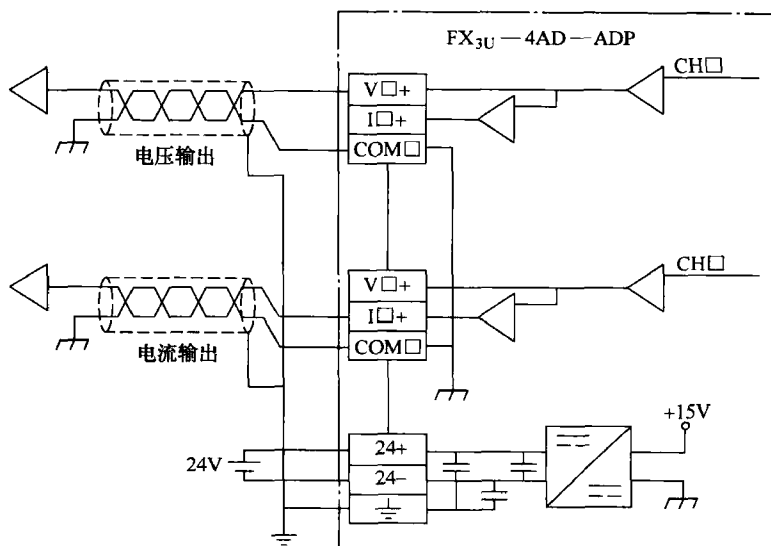 FX3U—4AD—ADP
CH□
V□+
I□+
COM□
电压输出
CH□
V□+
I□+
COM□
电流输出
+15V
24+
24V
24-